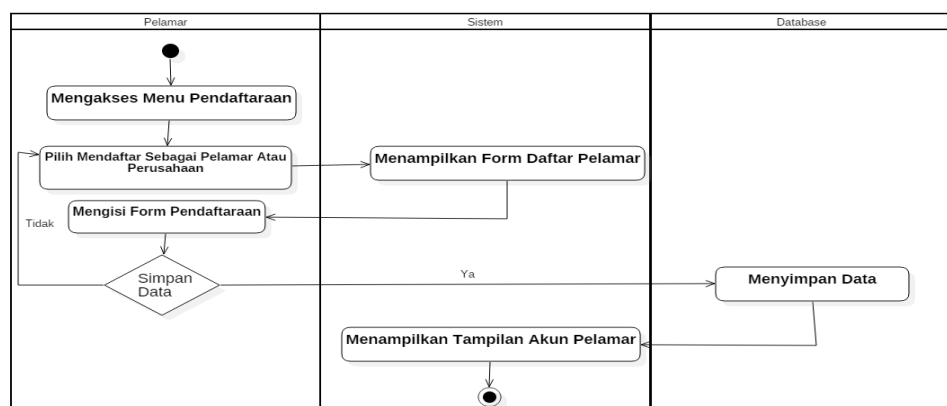 Pelamar
Sistem
Database
Mengakses Menu Pendaftaraan
Pilih Mendaftar Sebagai Pelamar Atau
Perusahaan
Menampilkan Form Daftar Pelamar
Mengisi Form Pendaftaraan
Tidak
Simpan
Data
Ya
Menyimpan Data
Menampilkan Tampilan Akun Pelamar